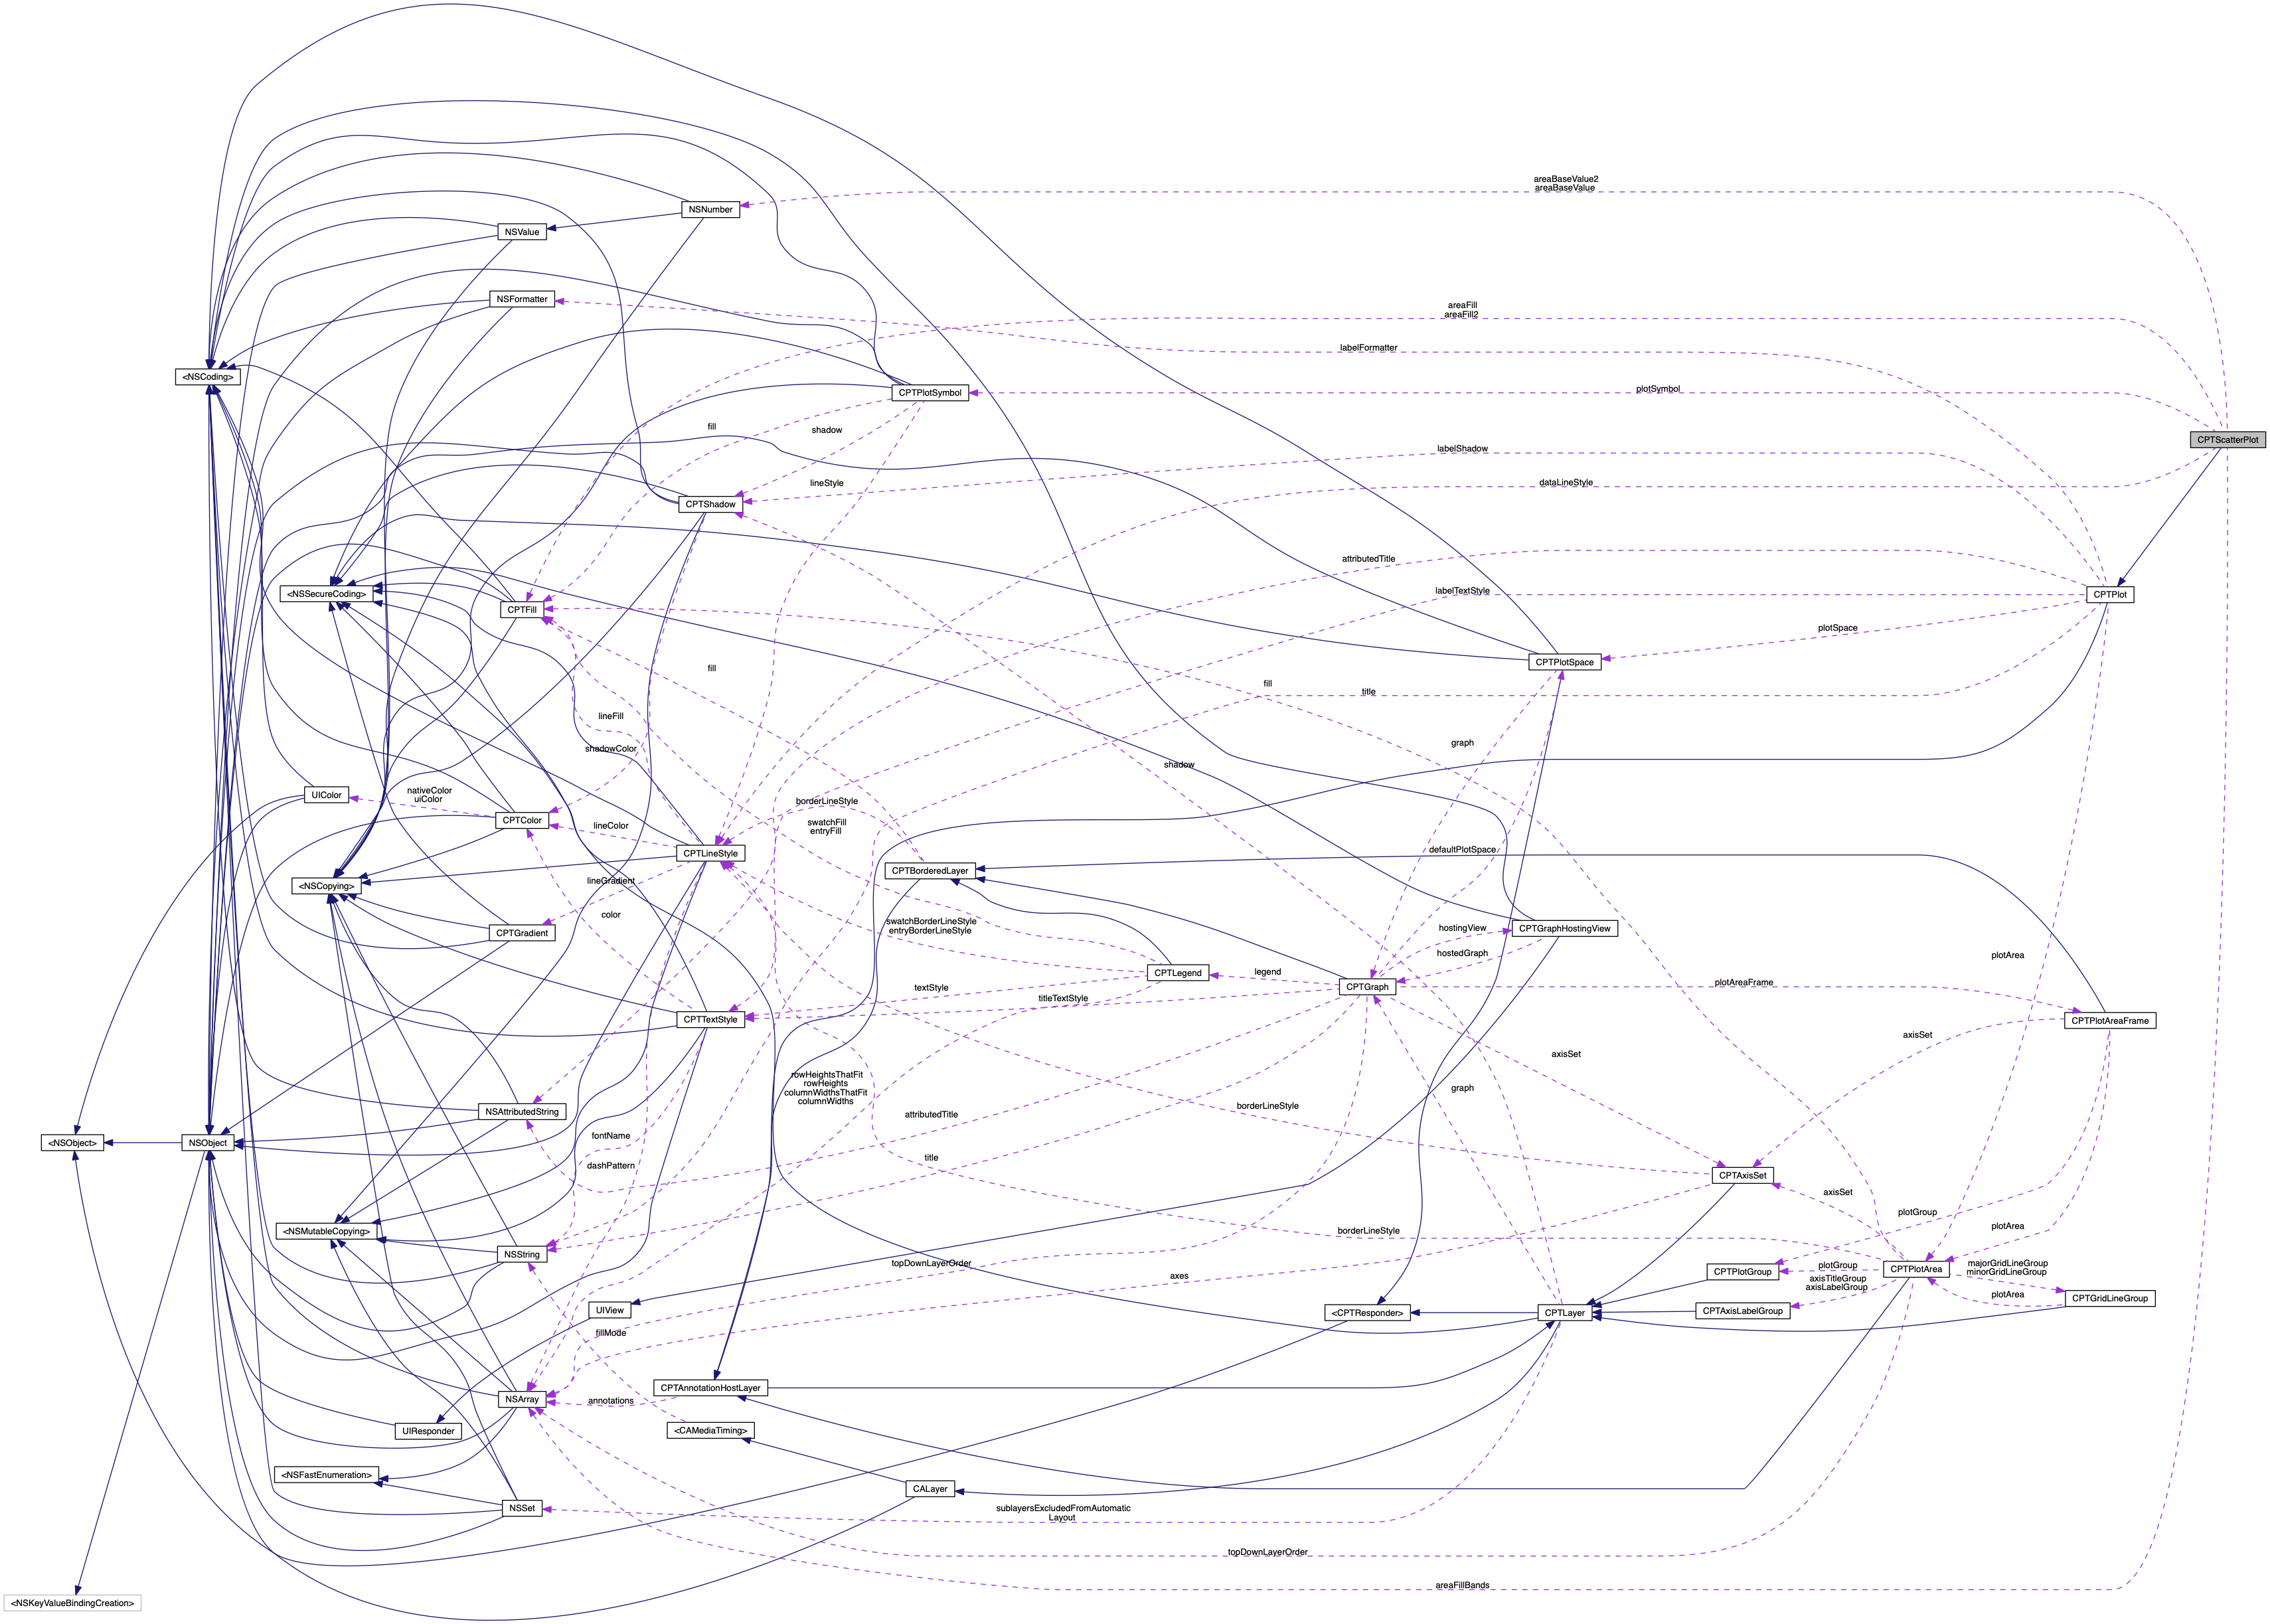 areaBaseValue2
areaBaseValue
NSNumber
NSValue
NSFormatter
areaFill
areaFill2
labelFormatter
<NSCoding>
CPTPlotSymbol
plotSymbol
fill
shadow
CPTScatterPlot
labelShadow
lineStyle
dataLineStyle
CPTShadow
attributedTitle
<NSSecureCoding>
CPTFill
labelTextStyle
CPTPlot
plotSpace
CPTPlotSpace
fill
fill
title
lineFill
shadowColor
graph
shadow
UIColor
nativeColor
uiColor
borderLineStyle
CPTColor
lineColor
swatchFill
entryFill
CPTLineStyle
defaultPlotSpace
CPTBorderedLayer
lineGradient
<NSCopying>
color
swatchBorderLineStyle
entryBorderLineStyle
hostingView
CPTGraphHostingView
CPTGradient
hostedGraph
plotArea
CPTLegend
legend
CPTGraph
plotAreaFrame
textStyle
titleTextStyle
CPTTextStyle
CPTPlotAreaFrame
axisSet
axisSet
rowHeightsThatFit
rowHeights
columnWidthsThatFit
columnWidths
graph
borderLineStyle
NSAttributedString
attributedTitle
<NSObject>
NSObject
fontName
dashPattern
title
CPTAxisSet
axisSet
plotGroup
plotArea
<NSMutableCopying>
NSString
borderLineStyle
topDownLayerOrder
axes
CPTPlotGroup
plotGroup
CPTPlotArea
majorGridLineGroup
minorGridLineGroup
axisTitleGroup
axisLabelGroup
plotArea
CPTGridLineGroup
UIView
<CPTResponder>
CPTLayer
CPTAxisLabelGroup
fillMode
CPTAnnotationHostLayer
NSArray
annotations
UIResponder
<CAMediaTiming>
<NSFastEnumeration>
CALayer
NSSet
sublayersExcludedFromAutomatic
Layout
topDownLayerOrder
areaFillBands
<NSKeyValueBindingCreation>